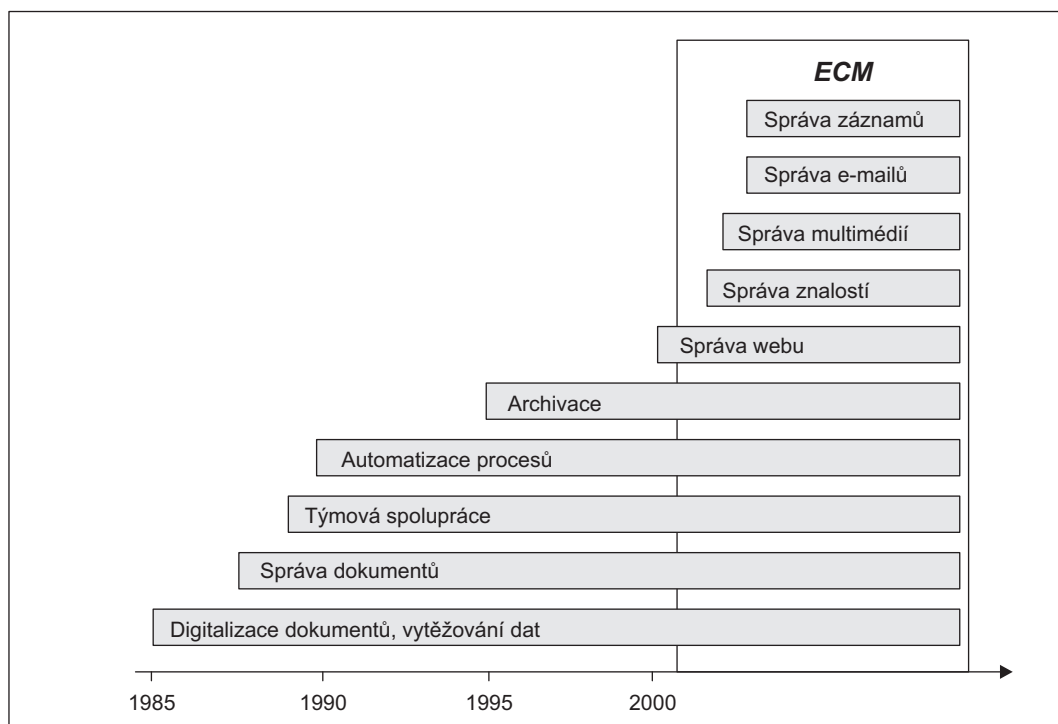 ECM
Správa záznamů
Správa e-mailů
Správa multimédií
Správa znalostí
Správa webu
Archivace
Automatizace procesů
Týmová spolupráce
Správa dokumentů
Digitalizace dokumentů, vytěžování dat
1985 1990 1995 2000